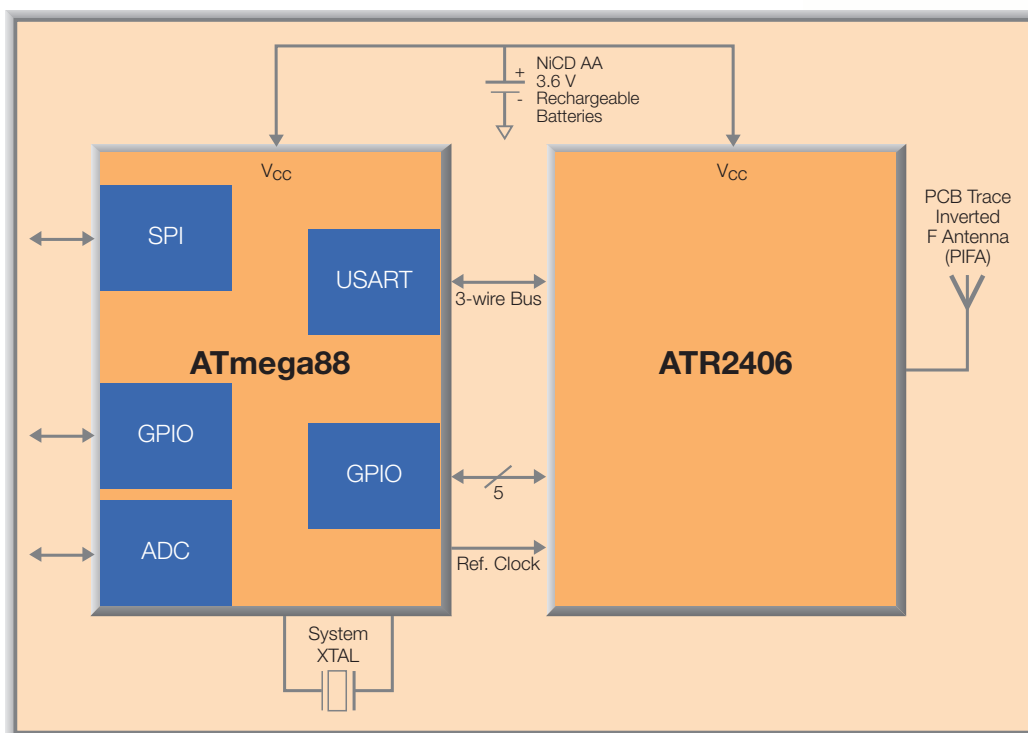 +
NiCD AA
3.6 V
-
Rechargeable
Batteries
VCC
VCC
SPI
USART
3-wire Bus
PCB Trace
Inverted
F Antenna
(PIFA)
ATmega88
ATR2406
GPIO
GPIO
5
ADC
Ref. Clock
System
XTAL